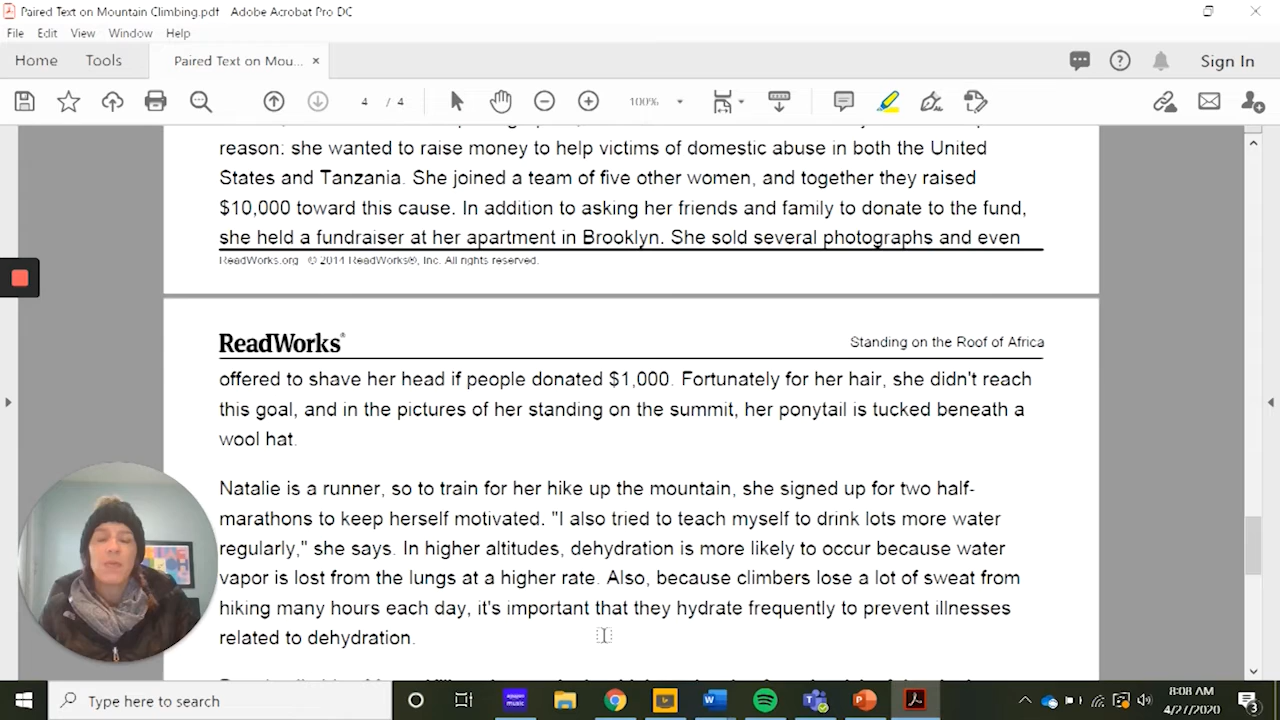 Paired Text on Mountain Climbing.pdf - Adobe Acrobat Pro DC
File Edit View Window Help
Home Tools Paired Text on Mou... × Sign In
4 / 4 100%
reason: she wanted to raise money to help victims of domestic abuse in both the United
States and Tanzania. She joined a team of five other women, and together they raised
$10,000 toward this cause. In addition to asking her friends and family to donate to the fund,
she held a fundraiser at her apartment in Brooklyn. She sold several photographs and even
ReadWorks.org © 2014 ReadWorks®, Inc. All rights reserved.
ReadWorks® Standing on the Roof of Africa
offered to shave her head if people donated $1,000. Fortunately for her hair, she didn't reach
this goal, and in the pictures of her standing on the summit, her ponytail is tucked beneath a
wool hat.
Natalie is a runner, so to train for her hike up the mountain, she signed up for two half-
marathons to keep herself motivated. "I also tried to teach myself to drink lots more water
regularly," she says. In higher altitudes, dehydration is more likely to occur because water
vapor is lost from the lungs at a higher rate. Also, because climbers lose a lot of sweat from
hiking many hours each day, it's important that they hydrate frequently to prevent illnesses
related to dehydration.
Type here to search
amazon music
8:08 AM
4/27/2020
3